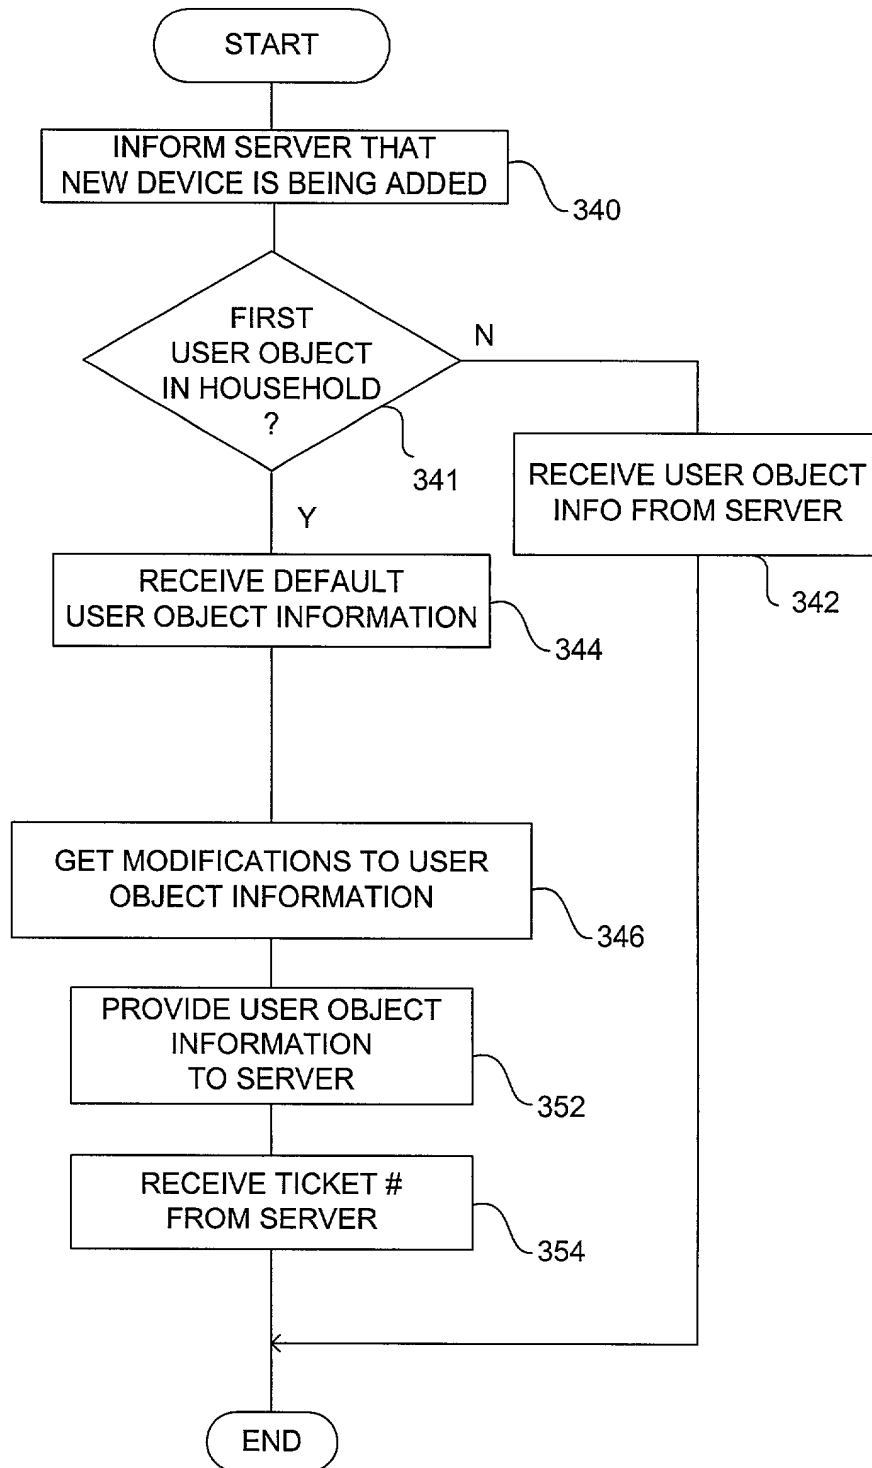 START
INFORM SERVER THAT
NEW DEVICE IS BEING ADDED
340
FIRST
USER OBJECT
IN HOUSEHOLD
?
341
N
Y
RECEIVE USER OBJECT
INFO FROM SERVER
342
RECEIVE DEFAULT
USER OBJECT INFORMATION
344
GET MODIFICATIONS TO USER
OBJECT INFORMATION
346
PROVIDE USER OBJECT
INFORMATION
TO SERVER
352
RECEIVE TICKET #
FROM SERVER
354
END